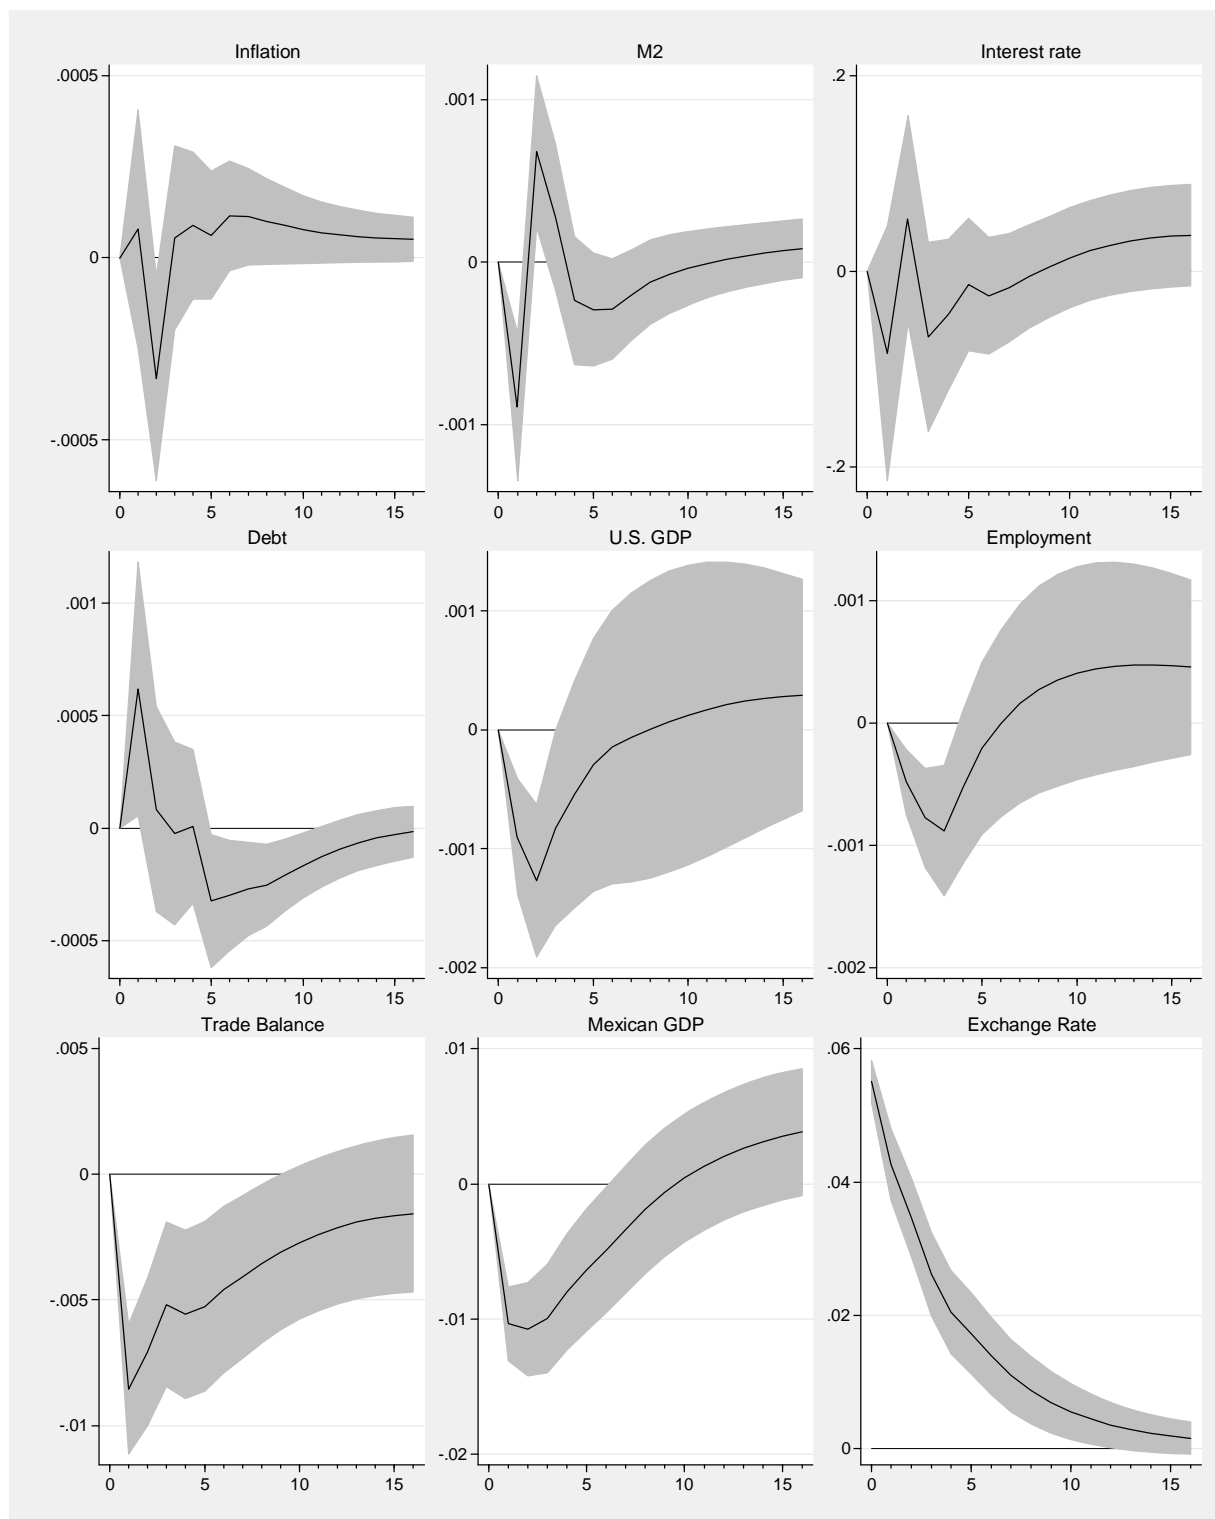 Inflation
.0005
0
-.0005
0 5 10 15
M2
.001
0
-.001
0 5 10 15
Interest rate
.2
0
-.2
0 5 10 15
Debt
.001
.0005
0
-.0005
0 5 10 15
U.S. GDP
.001
0
-.001
-.002
0 5 10 15
Employment
.001
0
-.001
-.002
0 5 10 15
Trade Balance
.005
0
-.005
-.01
0 5 10 15
Mexican GDP
.01
0
-.01
-.02
0 5 10 15
Exchange Rate
.06
.04
.02
0
0 5 10 15